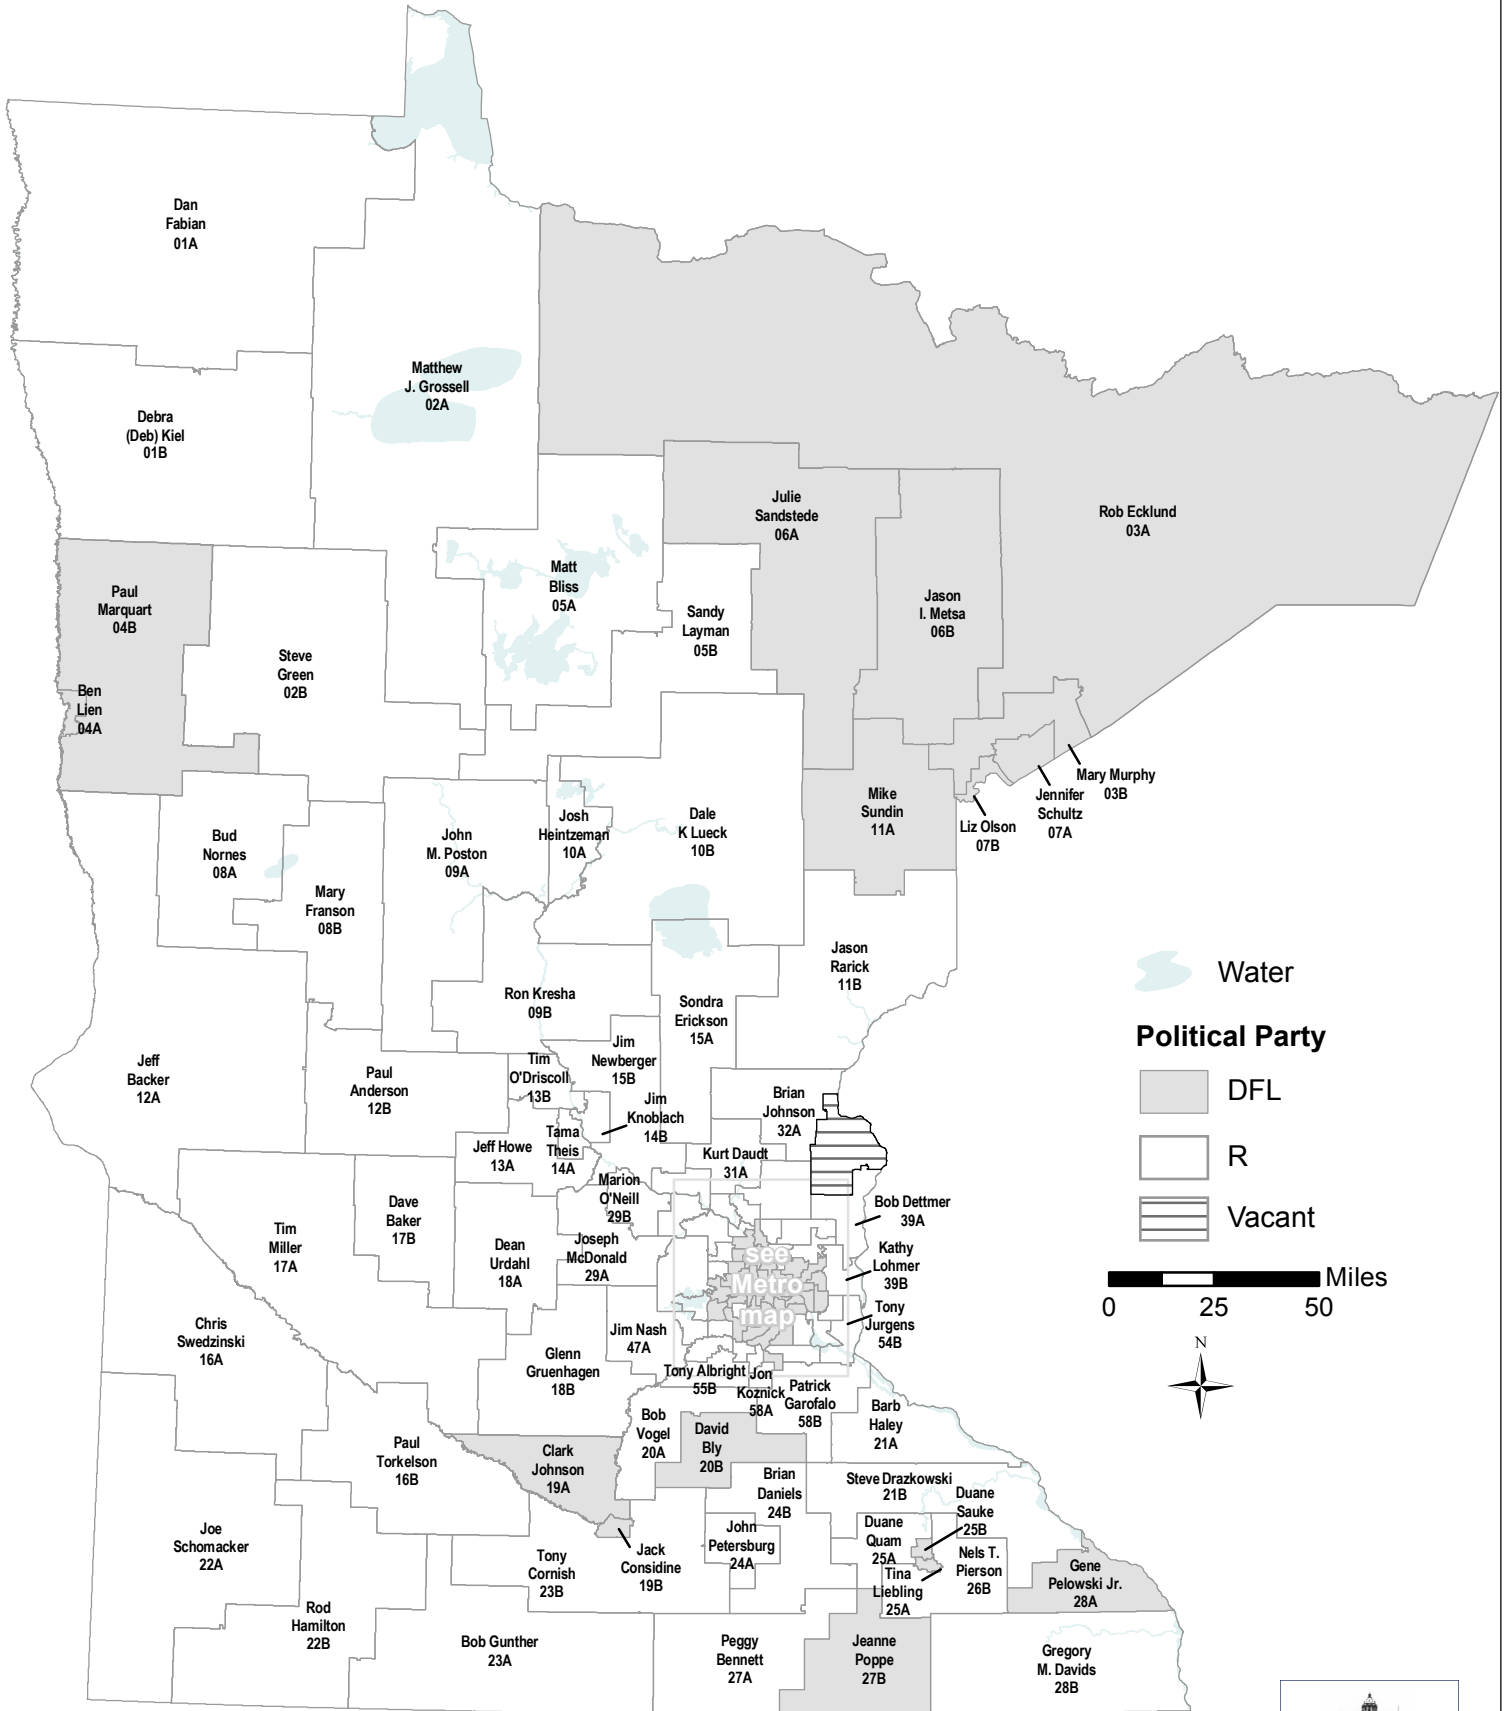 Dan
Fabian
01A
Matthew
J. Grossell
02A
Debra
(Deb) Kiel
01B
Julie
Sandstede
06A
Rob Ecklund
03A
Paul
Marquart
04B
Matt
Bliss
05A
Sandy
Layman
05B
Jason
I. Metsa
06B
Steve
Green
02B
Ben
Lien
04A
Mary Murphy
03B
Jennifer
Schultz
07A
Liz Olson
07B
Mike
Sundin
11A
Bud
Nornes
08A
John
M. Poston
09A
Josh
Heintzeman
10A
Dale
K Lueck
10B
Mary
Franson
08B
Jason
Rarick
11B
Ron Kresha
09B
Sondra
Erickson
15A
Jeff
Backer
12A
Paul
Anderson
12B
Tim
O'Driscoll
13B
Jim
Newberger
15B
Jim
Knoblach
14B
Brian
Johnson
32A
Jeff Howe
13A
Tama
Theis
14A
Kurt Daudt
31A
Marion
O'Neill
29B
Bob Dettmer
39A
Dave
Baker
17B
Tim
Miller
17A
Dean
Urdahl
18A
Joseph
McDonald
29A
see
Metro
map
Kathy
Lohmer
39B
Tony
Jurgens
54B
Chris
Swedzinski
16A
Jim Nash
47A
Glenn
Gruenhagen
18B
Tony Albright
55B
Jon
Koznick
58A
Patrick
Garofalo
58B
Barb
Haley
21A
Bob
Vogel
20A
David
Bly
20B
Paul
Torkelson
16B
Clark
Johnson
19A
Brian
Daniels
24B
Steve Drazkowski
21B
Duane
Sauke
25B
Joe
Schomacker
22A
Duane
Quam
25A
John
Petersburg
24A
Jack
Considine
19B
Tony
Cornish
23B
Nels T.
Pierson
26B
Tina
Liebling
25A
Gene
Pelowski Jr.
28A
Rod
Hamilton
22B
Bob Gunther
23A
Peggy
Bennett
27A
Jeanne
Poppe
27B
Gregory
M. Davids
28B
Water
Political Party
DFL
R
Vacant
Miles
0 25 50
N